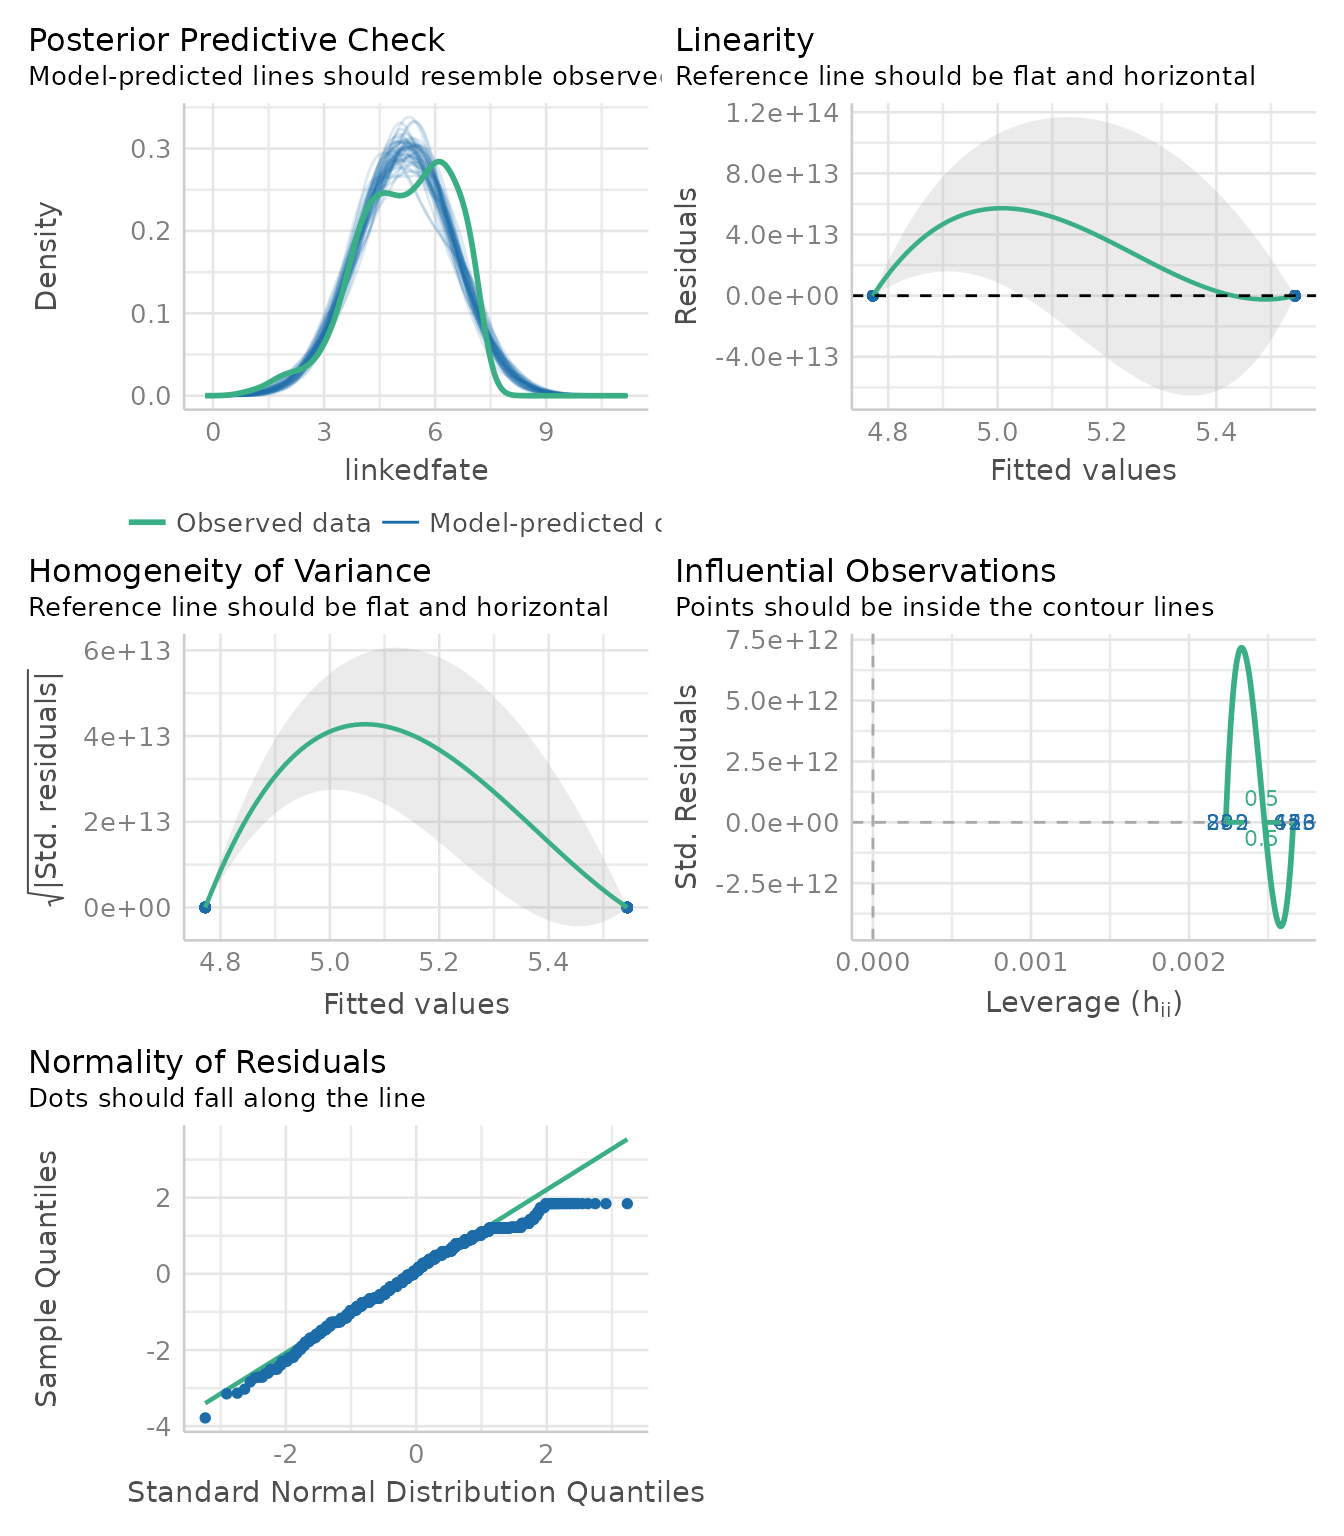 Posterior Predictive Check
Model-predicted lines should resemble observe
Density
0.3
0.2
0.1
0.0
0 3 6 9
linkedfate
Observed data Model-predicted
Linearity
Reference line should be flat and horizontal
Residuals
1.2e+14
8.0e+13
4.0e+13
0.0e+00
-4.0e+13
4.8 5.0 5.2 5.4
Fitted values
Homogeneity of Variance
Reference line should be flat and horizontal
√|Std. residuals|
6e+13
4e+13
2e+13
0e+00
4.8 5.0 5.2 5.4
Fitted values
Influential Observations
Points should be inside the contour lines
Std. Residuals
7.5e+12
5.0e+12
2.5e+12
0.0e+00
-2.5e+12
0.5
0.5
0.000 0.001 0.002
Leverage (hii)
Normality of Residuals
Dots should fall along the line
Sample Quantiles
2
0
-2
-4
-2 0 2
Standard Normal Distribution Quantiles